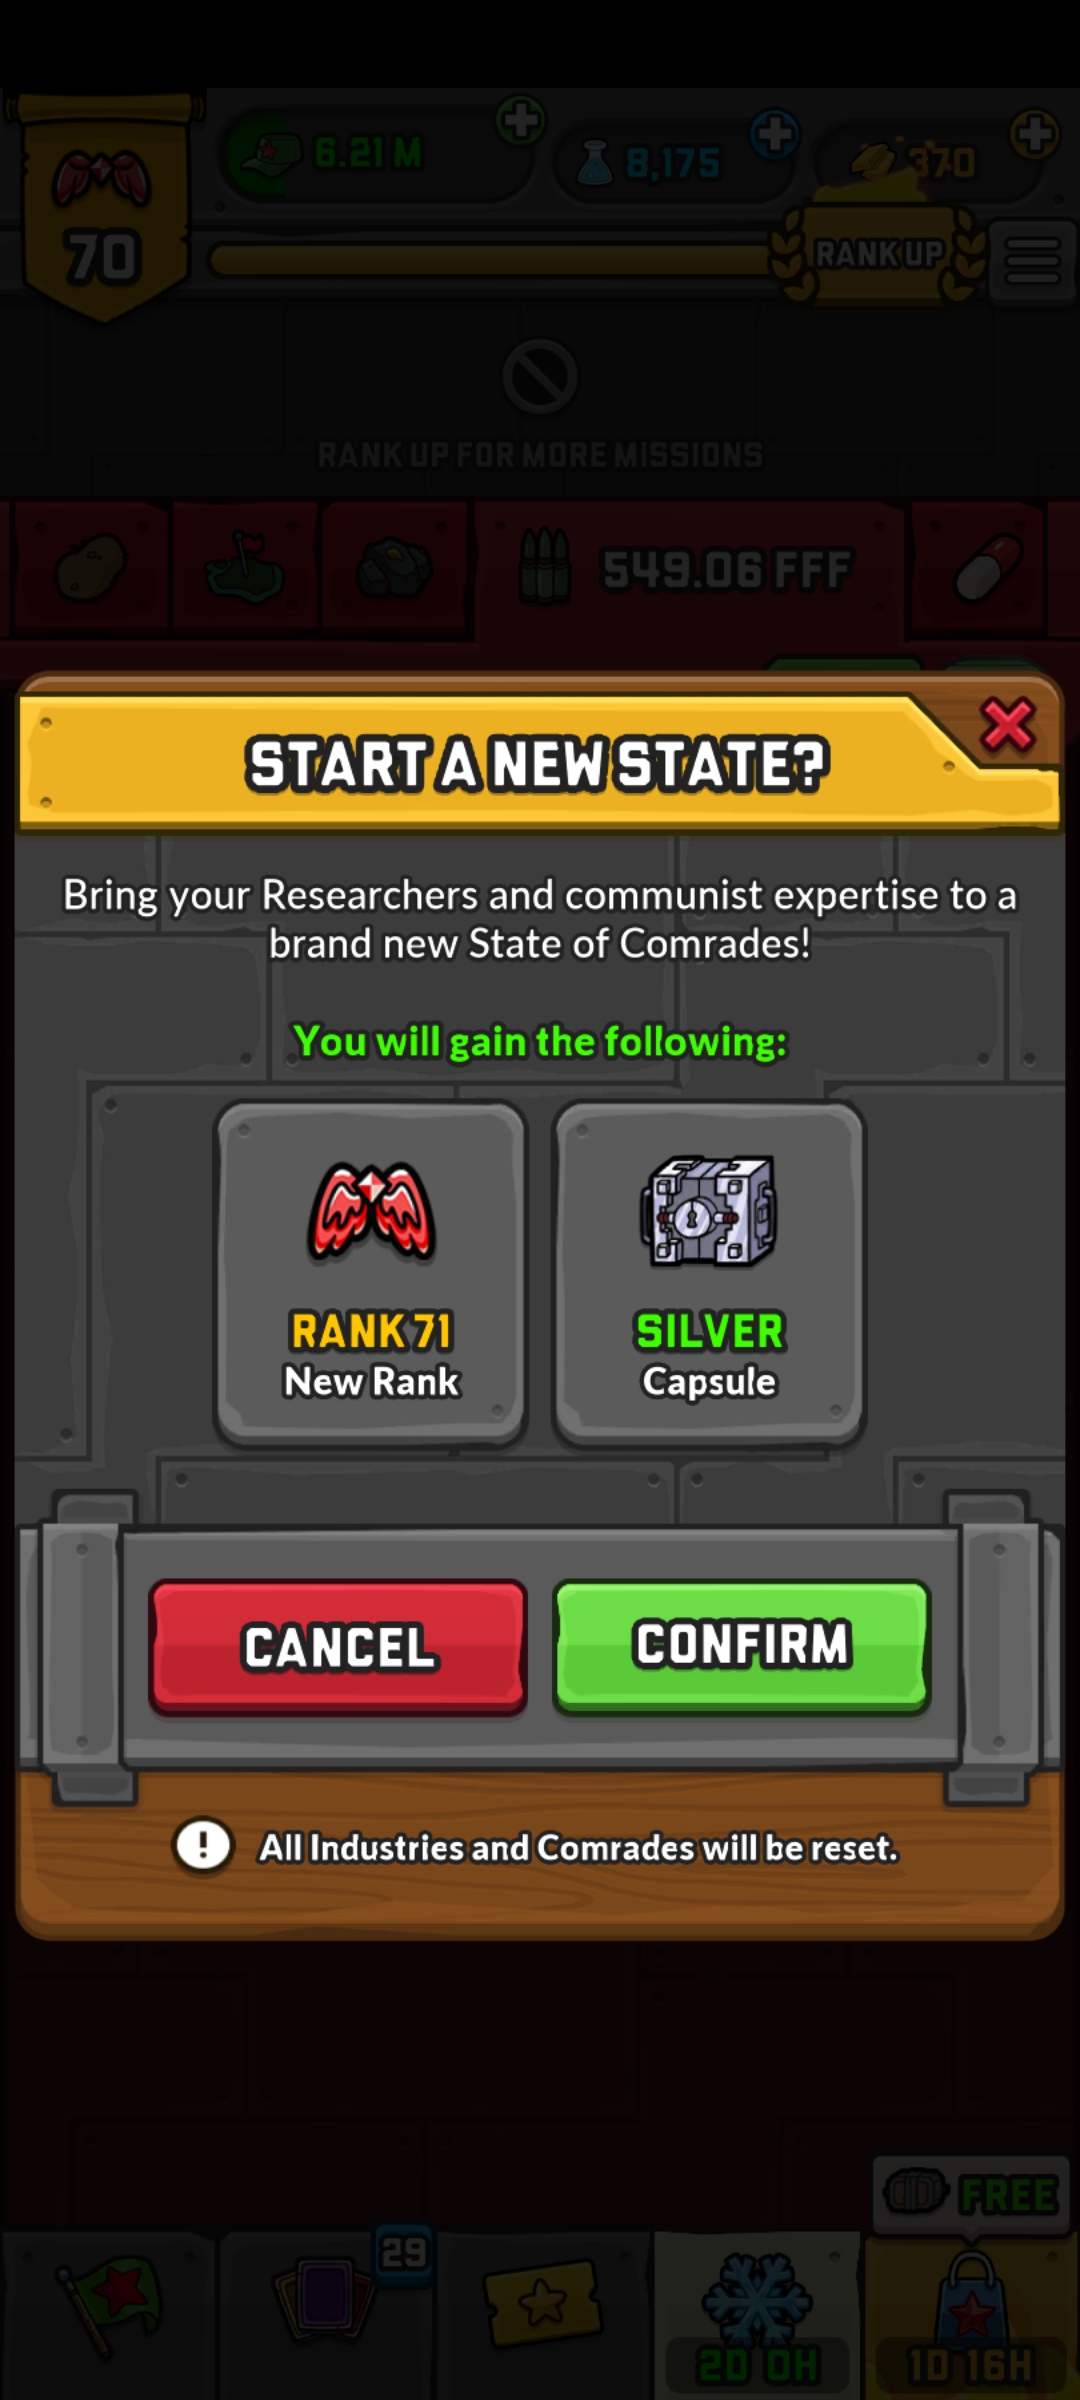 6.21 M
8,175
370
70
RANK UP
RANK UP FOR MORE MISSIONS
549.06 FFF
START A NEW STATE?
Bring your Researchers and communist expertise to a
brand new State of Comrades!
You will gain the following:
RANK 71
New Rank
SILVER
Capsule
CANCEL
CONFIRM
! All Industries and Comrades will be reset.
FREE
29
2D 0H
1D 16H